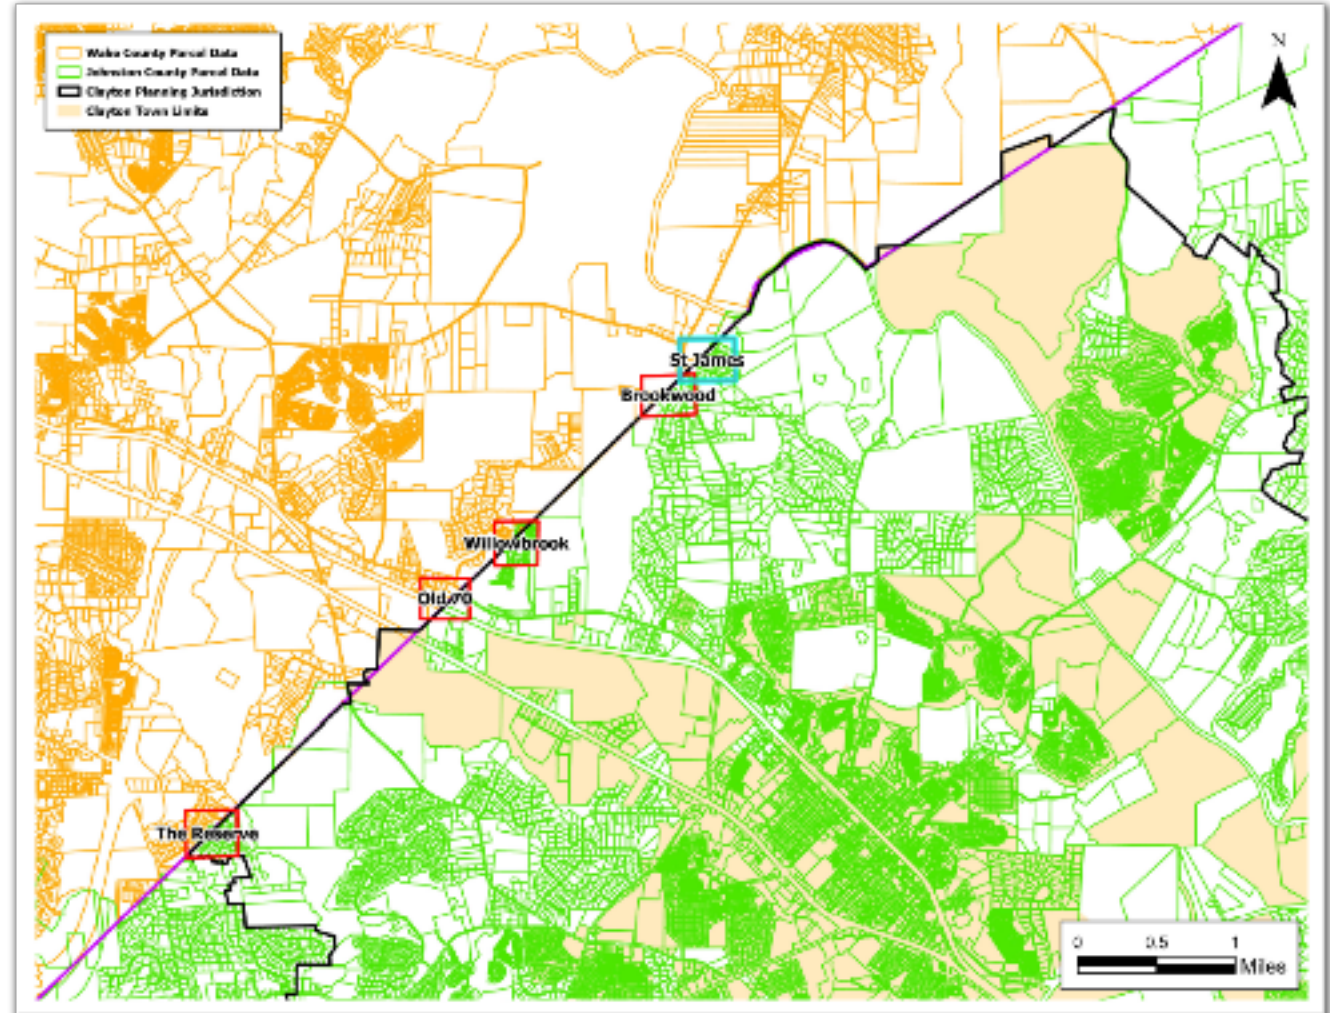 Wake County Parcel Data
Johnston County Parcel Data
Clayton Planning Jurisdiction
Clayton Town Limits
N
St James
Brookwood
Willowbrook
Old 70
The Reserve
0 0.5 1
Miles